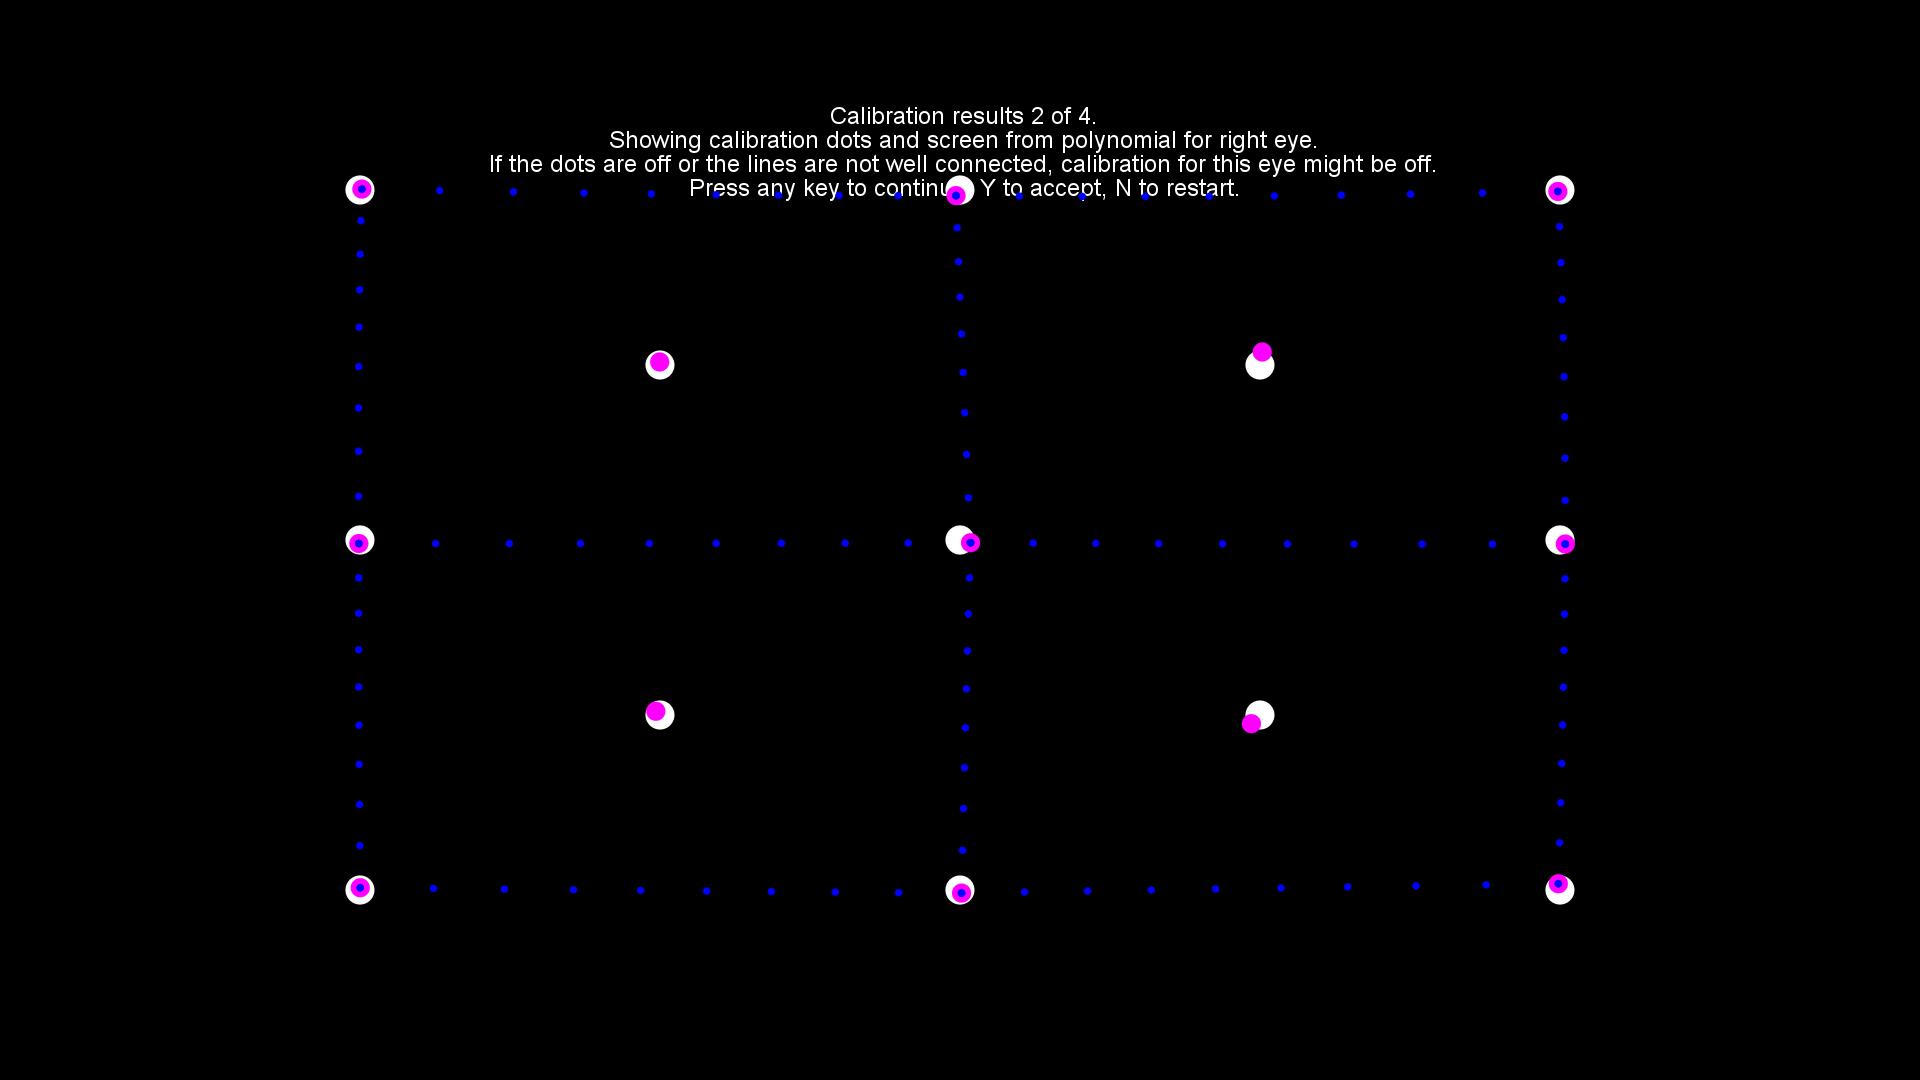 Calibration results 2 of 4.
Showing calibration dots and screen from polynomial for right eye.
If the dots are off or the lines are not well connected, calibration for this eye might be off.
Press any key to continue, Y to accept, N to restart.